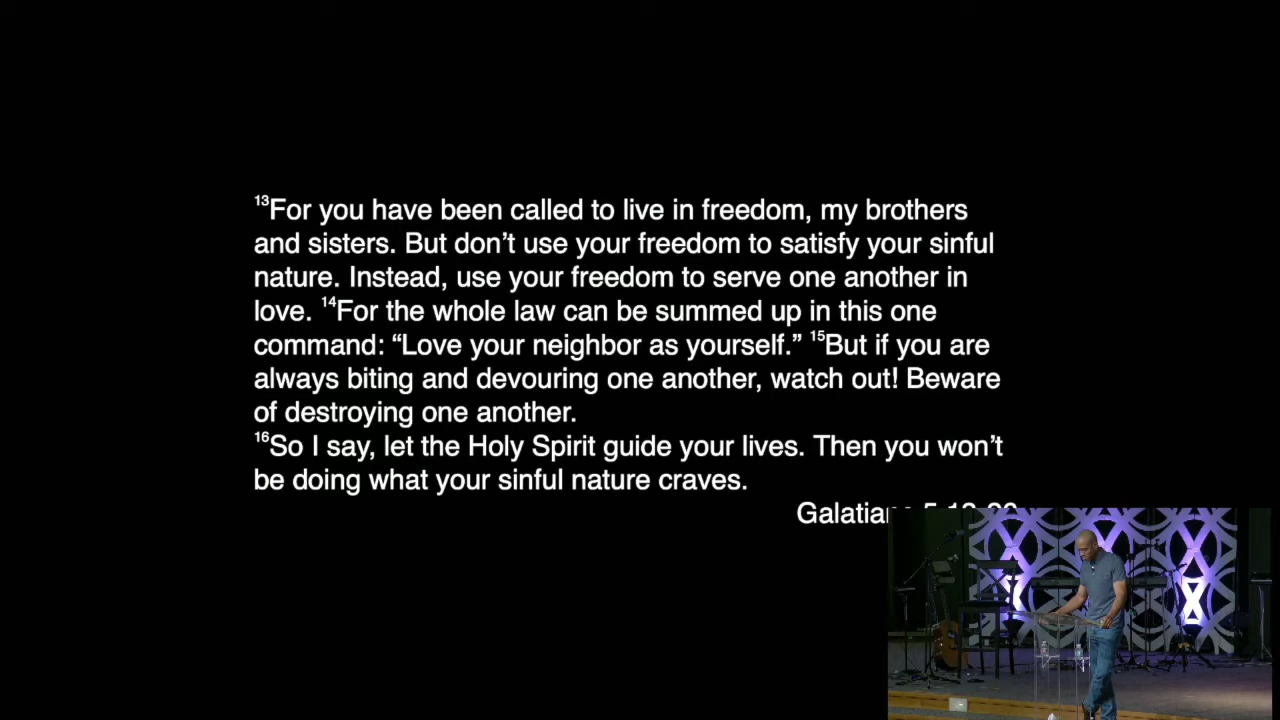 13For you have been called to live in freedom, my brothers
and sisters. But don’t use your freedom to satisfy your sinful
nature. Instead, use your freedom to serve one another in
love. 14For the whole law can be summed up in this one
command: “Love your neighbor as yourself.” 15But if you are
always biting and devouring one another, watch out! Beware
of destroying one another.
16So I say, let the Holy Spirit guide your lives. Then you won’t
be doing what your sinful nature craves.